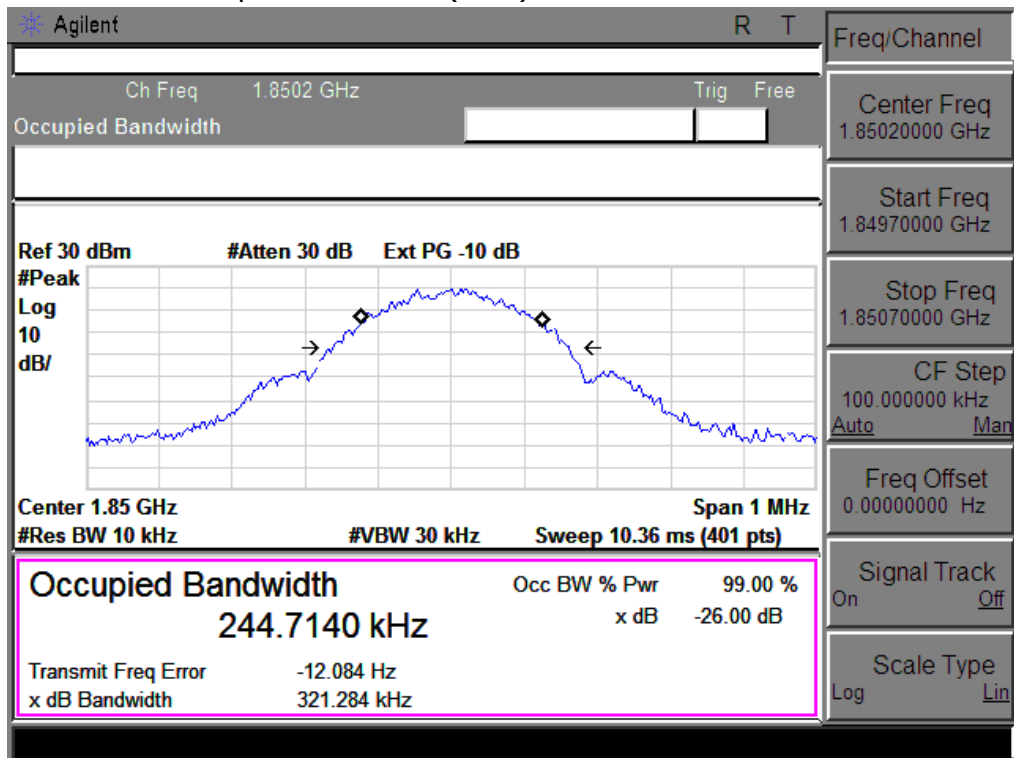 Agilent R T
Freq/Channel
Ch Freq 1.8502 GHz Trig Free
Occupied Bandwidth
Center Freq
1.85020000 GHz
Start Freq
1.84970000 GHz
Ref 30 dBm #Atten 30 dB Ext PG -10 dB
#Peak
Log
10
dB/
Stop Freq
1.85070000 GHz
CF Step
100.000000 kHz
Auto Man
Freq Offset
0.00000000 Hz
Center 1.85 GHz Span 1 MHz
#Res BW 10 kHz #VBW 30 kHz Sweep 10.36 ms (401 pts)
Occupied Bandwidth Occ BW % Pwr 99.00 %
244.7140 kHz x dB -26.00 dB
Transmit Freq Error -12.084 Hz
x dB Bandwidth 321.284 kHz
Signal Track
On Off
Scale Type
Log Lin